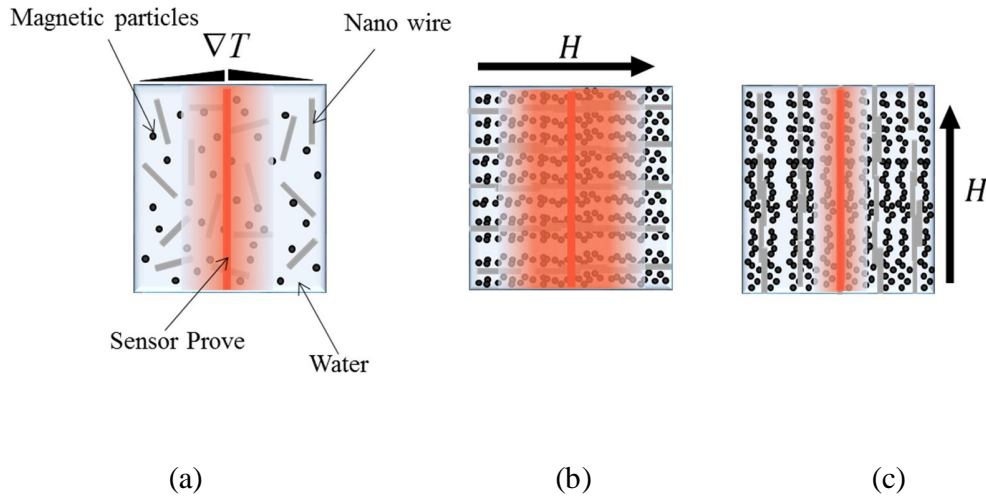 Magnetic particles
Nano wire
∇T
H
H
Sensor Prove
Water
(a)
(b)
(c)